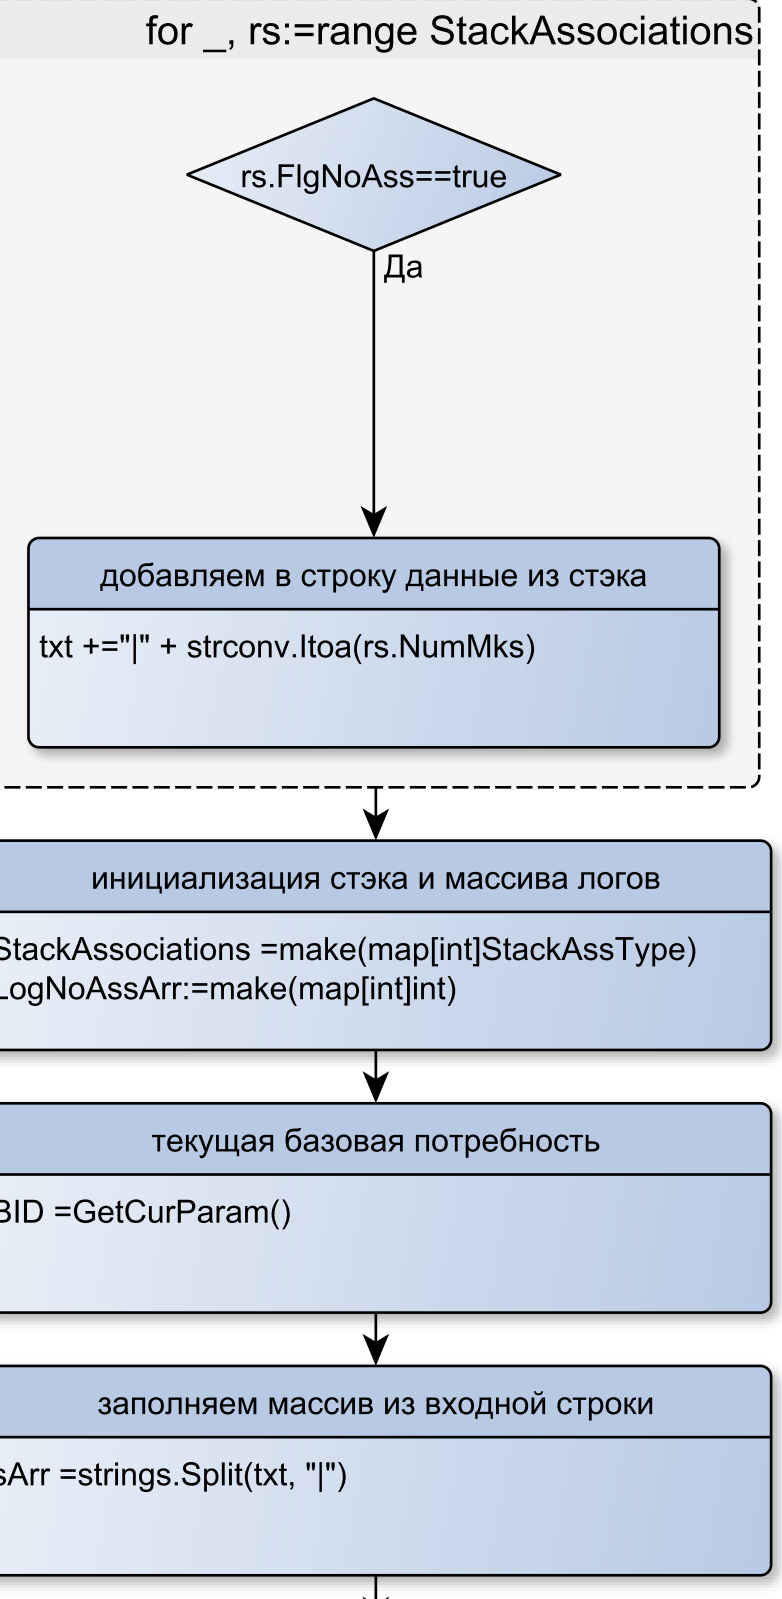 for _, rs:=range StackAssociations
rs.FlgNoAss==true
Да
добавляем в строку данные из стэка
txt +="|" + strconv.Itoa(rs.NumMks)
инициализация стэка и массива логов
StackAssociations =make(map[int]StackAssType)
LogNoAssArr:=make(map[int]int)
текущая базовая потребность
BID =GetCurParam()
заполняем массив из входной строки
sArr =strings.Split(txt, "|")